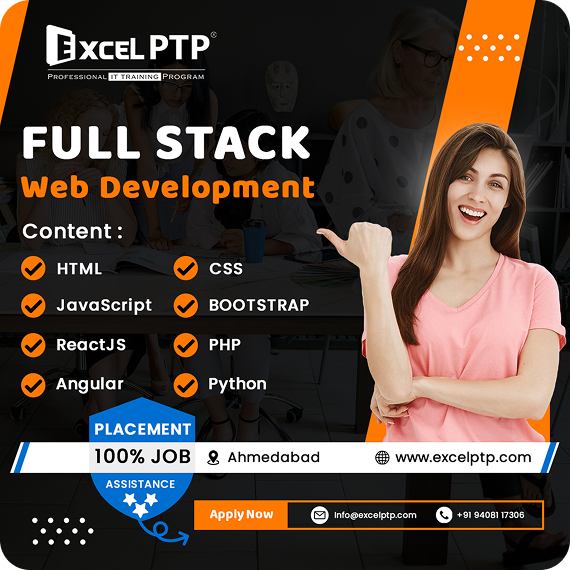 EXCEL PTP®
PROFESSIONAL IT TRAINING PROGRAM
FULL STACK
Web Development
Content :
HTML
CSS
JavaScript
BOOTSTRAP
ReactJS
PHP
Angular
Python
PLACEMENT
100% JOB
ASSISTANCE
Ahmedabad
www.excelptp.com
Apply Now
info@excelptp.com
+91 94081 17306